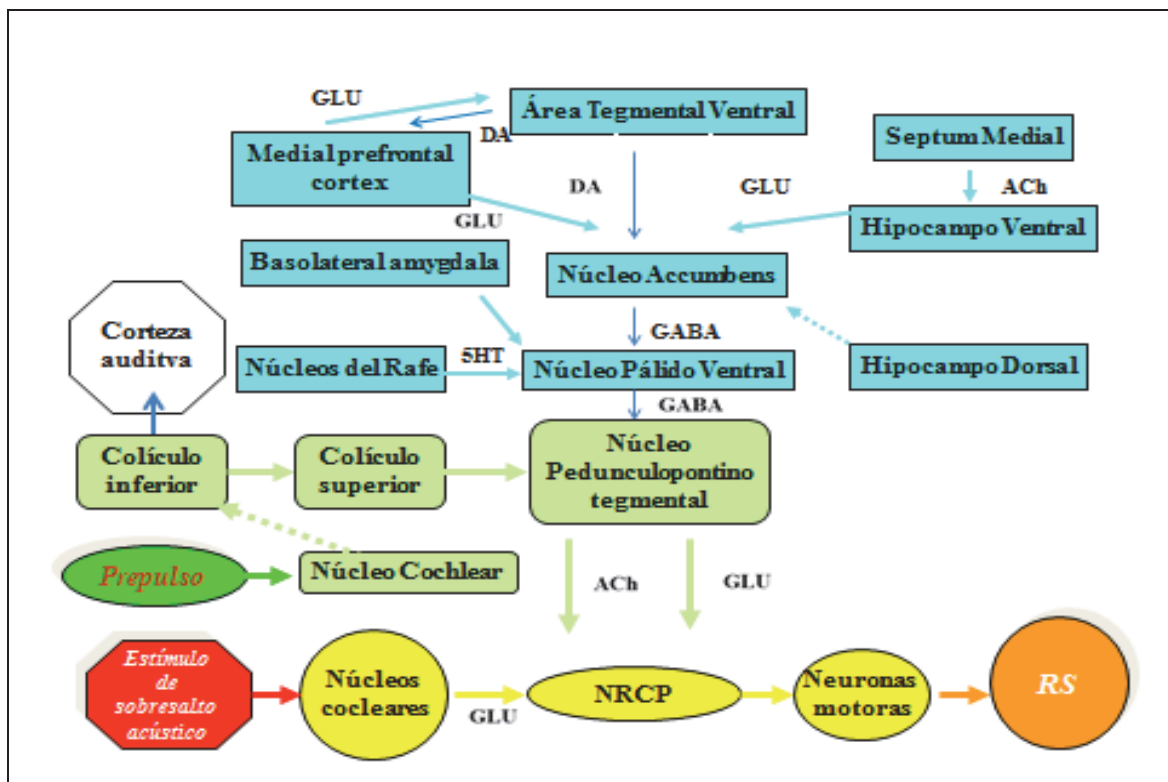 GLU
Área Tegmental Ventral
DA
Medial prefrontal
cortex
Septum Medial
DA
GLU
ACh
GLU
Hipocampo Ventral
Basolateral amygdala
Núcleo Accumbens
Corteza
auditva
GABA
5HT
Núcleos del Rafe
Núcleo Pálido Ventral
Hipocampo Dorsal
GABA
Colículo
inferior
Colículo
superior
Núcleo
Pedunculopontino
tegmental
Prepulso
Núcleo Cochlear
ACh
GLU
Estímulo
de
sobresalto
acústico
Núcleos
cocleares
GLU
NRCP
Neuronas
motoras
RS